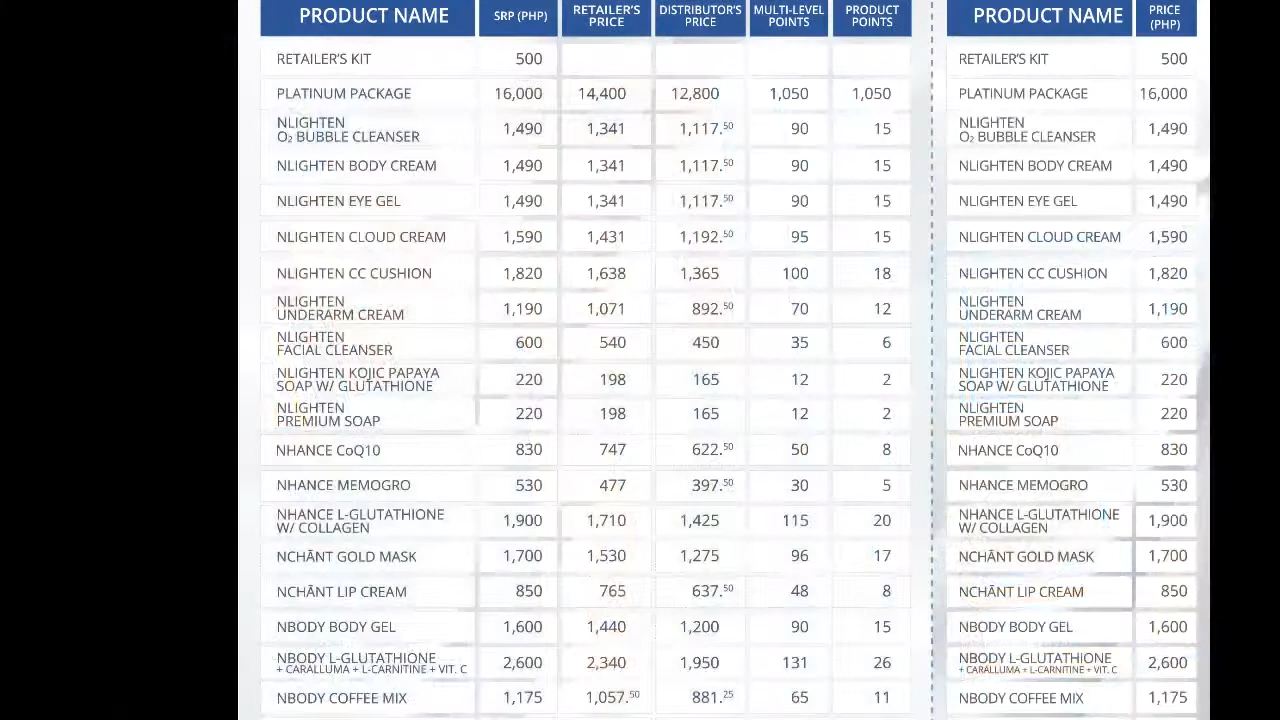 PRODUCT NAME SRP (PHP) RETAILER'S PRICE DISTRIBUTOR'S PRICE MULTI-LEVEL POINTS PRODUCT POINTS
RETAILER'S KIT 500
PLATINUM PACKAGE 16,000 14,400 12,800 1,050 1,050
NLIGHTEN
O₂ BUBBLE CLEANSER 1,490 1,341 1,117.50 90 15
NLIGHTEN BODY CREAM 1,490 1,341 1,117.50 90 15
NLIGHTEN EYE GEL 1,490 1,341 1,117.50 90 15
NLIGHTEN CLOUD CREAM 1,590 1,431 1,192.50 95 15
NLIGHTEN CC CUSHION 1,820 1,638 1,365 100 18
NLIGHTEN
UNDERARM CREAM 1,190 1,071 892.50 70 12
NLIGHTEN
FACIAL CLEANSER 600 540 450 35 6
NLIGHTEN KOJIC PAPAYA
SOAP W/ GLUTATHIONE 220 198 165 12 2
NLIGHTEN
PREMIUM SOAP 220 198 165 12 2
NHANCE CoQ10 830 747 622.50 50 8
NHANCE MEMOGRO 530 477 397.50 30 5
NHANCE L-GLUTATHIONE
W/ COLLAGEN 1,900 1,710 1,425 115 20
NCHĀNT GOLD MASK 1,700 1,530 1,275 96 17
NCHĀNT LIP CREAM 850 765 637.50 48 8
NBODY BODY GEL 1,600 1,440 1,200 90 15
NBODY L-GLUTATHIONE
+ CARALLUMA + L-CARNITINE + VIT. C 2,600 2,340 1,950 131 26
NBODY COFFEE MIX 1,175 1,057.50 881.25 65 11
PRODUCT NAME PRICE (PHP)
RETAILER'S KIT 500
PLATINUM PACKAGE 16,000
NLIGHTEN
O₂ BUBBLE CLEANSER 1,490
NLIGHTEN BODY CREAM 1,490
NLIGHTEN EYE GEL 1,490
NLIGHTEN CLOUD CREAM 1,590
NLIGHTEN CC CUSHION 1,820
NLIGHTEN
UNDERARM CREAM 1,190
NLIGHTEN
FACIAL CLEANSER 600
NLIGHTEN KOJIC PAPAYA
SOAP W/ GLUTATHIONE 220
NLIGHTEN
PREMIUM SOAP 220
NHANCE CoQ10 830
NHANCE MEMOGRO 530
NHANCE L-GLUTATHIONE
W/ COLLAGEN 1,900
NCHĀNT GOLD MASK 1,700
NCHĀNT LIP CREAM 850
NBODY BODY GEL 1,600
NBODY L-GLUTATHIONE
+ CARALLUMA + L-CARNITINE + VIT. C 2,600
NBODY COFFEE MIX 1,175